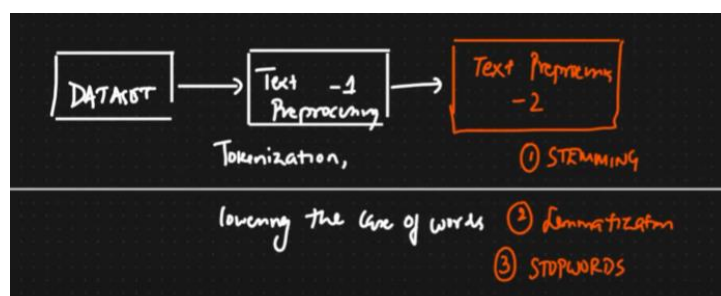 DATASET
Text -1
Preprocessing
Text Preprocessing
-2
Tokenization,
① STEMMING
lowering the case of words
② Lemmatization
③ STOPWORDS